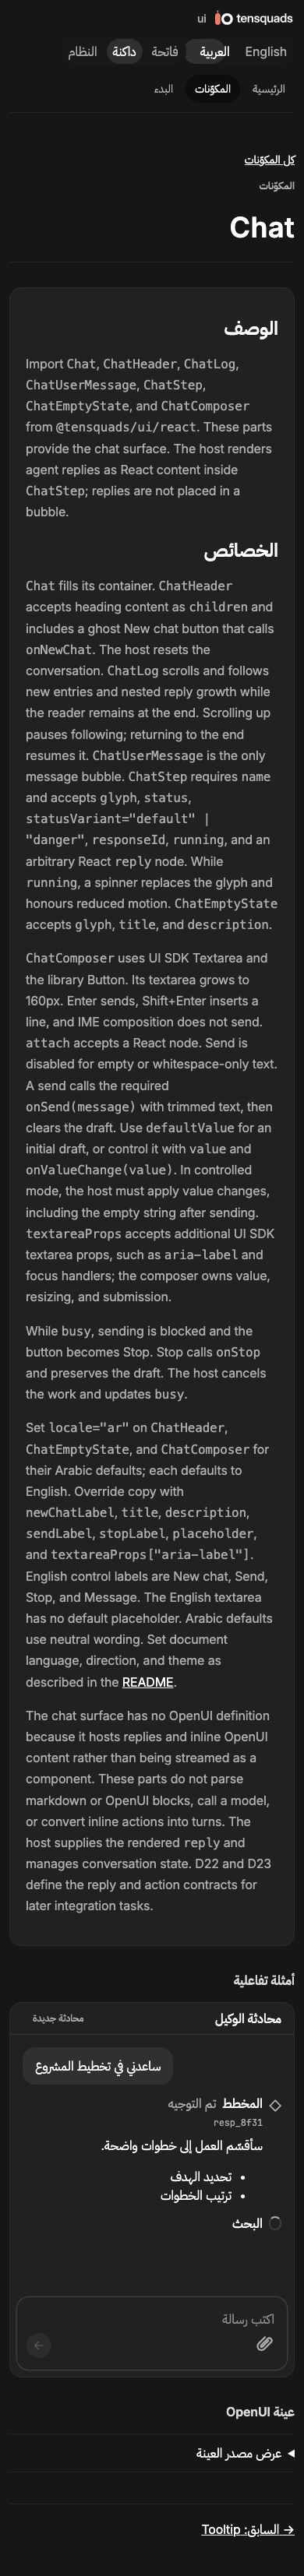 tensquads ui
English العربية فاتحة داكنة النظام
الرئيسية المكوّنات البدء
كل المكوّنات
المكوّنات
Chat
الوصف
Import Chat, ChatHeader, ChatLog,
ChatUserMessage, ChatStep,
ChatEmptyState, and ChatComposer
from @tensquads/ui/react. These parts
provide the chat surface. The host renders
agent replies as React content inside
ChatStep; replies are not placed in a
bubble.
الخصائص
Chat fills its container. ChatHeader
accepts heading content as children and
includes a ghost New chat button that calls
onNewChat. The host resets the
conversation. ChatLog scrolls and follows
new entries and nested reply growth while
the reader remains at the end. Scrolling up
pauses following; returning to the end
resumes it. ChatUserMessage is the only
message bubble. ChatStep requires name
and accepts glyph, status,
statusVariant="default" |
"danger", responseId, running, and an
arbitrary React reply node. While
running, a spinner replaces the glyph and
honours reduced motion. ChatEmptyState
accepts glyph, title, and description.
ChatComposer uses UI SDK Textarea and
the library Button. Its textarea grows to
160px. Enter sends, Shift+Enter inserts a
line, and IME composition does not send.
attach accepts a React node. Send is
disabled for empty or whitespace-only text.
A send calls the required
onSend(message) with trimmed text, then
clears the draft. Use defaultValue for an
initial draft, or control it with value and
onValueChange(value). In controlled
mode, the host must apply value changes,
including the empty string after sending.
textareaProps accepts additional UI SDK
textarea props, such as aria-label and
focus handlers; the composer owns value,
resizing, and submission.
While busy, sending is blocked and the
button becomes Stop. Stop calls onStop
and preserves the draft. The host cancels
the work and updates busy.
Set locale="ar" on ChatHeader,
ChatEmptyState, and ChatComposer for
their Arabic defaults; each defaults to
English. Override copy with
newChatLabel, title, description,
sendLabel, stopLabel, placeholder,
and textareaProps["aria-label"].
English control labels are New chat, Send,
Stop, and Message. The English textarea
has no default placeholder. Arabic defaults
use neutral wording. Set document
language, direction, and theme as
described in the README.
The chat surface has no OpenUI definition
because it hosts replies and inline OpenUI
content rather than being streamed as a
component. These parts do not parse
markdown or OpenUI blocks, call a model,
or convert inline actions into turns. The
host supplies the rendered reply and
manages conversation state. D22 and D23
define the reply and action contracts for
later integration tasks.
أمثلة تفاعلية
محادثة الوكيل محادثة جديدة
ساعدني في تخطيط المشروع
المخطط تم التوجيه
resp_8f31
سأقسّم العمل إلى خطوات واضحة.
• تحديد الهدف
• ترتيب الخطوات
البحث
اكتب رسالة
عينة OpenUI
عرض مصدر العينة
→ السابق: Tooltip